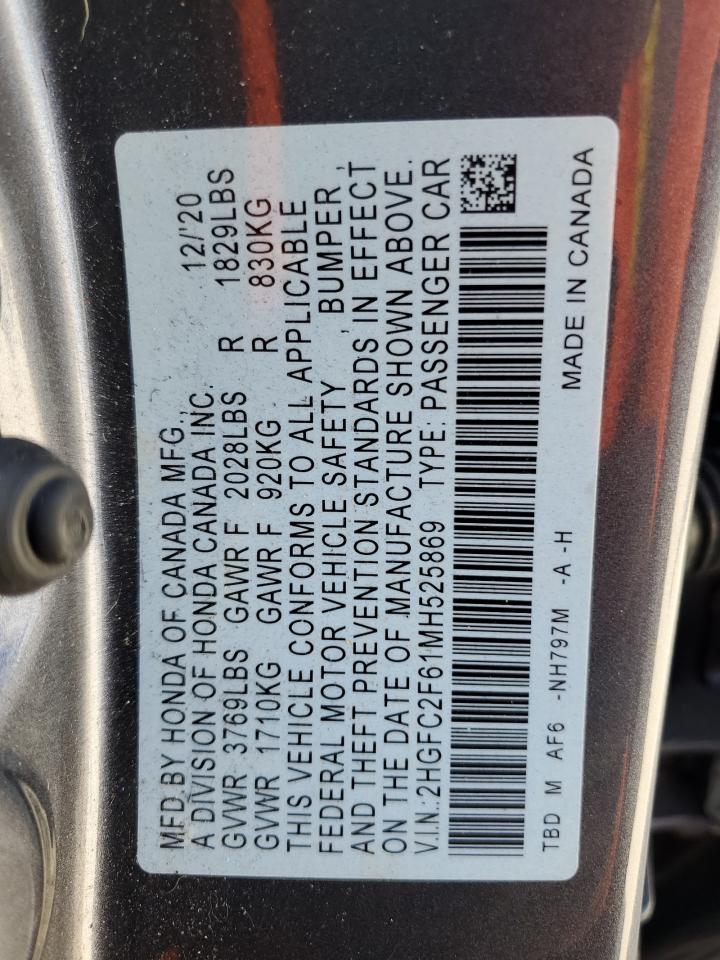 MFD.BY HONDA OF CANADA MFG., 12/'20
A DIVISION OF HONDA CANADA INC.
GVWR 3769LBS GAWR F 2028LBS R 1829LBS
GVWR 1710KG GAWR F 920KG R 830KG
THIS VEHICLE CONFORMS TO ALL APPLICABLE
FEDERAL MOTOR VEHICLE SAFETY , BUMPER ,
AND THEFT PREVENTION STANDARDS IN EFFECT
ON THE DATE OF MANUFACTURE SHOWN ABOVE.
V.I.N.:2HGFC2F61MH525869 TYPE: PASSENGER CAR
TBD M AF6 -NH797M -A -H
MADE IN CANADA